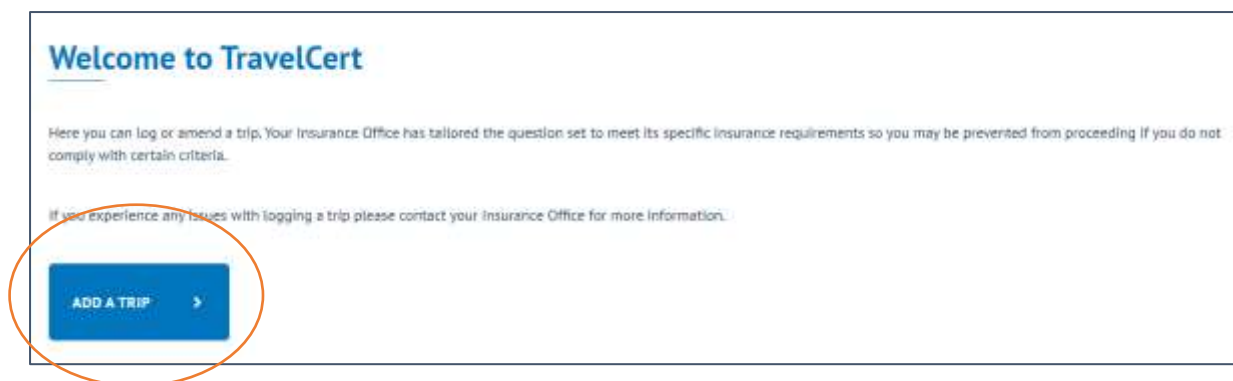 Welcome to TravelCert
Here you can log or amend a trip. Your Insurance Office has tailored the question set to meet its specific insurance requirements so you may be prevented from proceeding if you do not
comply with certain criteria.
If you experience any issues with logging a trip please contact your Insurance Office for more information.
ADD A TRIP >